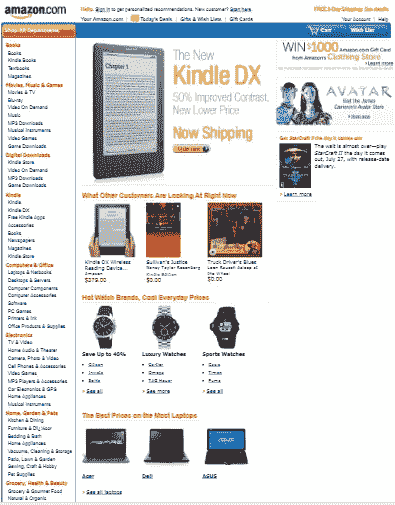 amazon.com
Hello. Sign in to get personalized recommendations. New customer? Start here.
FREE 2-Day Shipping: See details
Your Amazon.com
Today's Deals
Gifts & Wish Lists
Gift Cards
Your Account
Help
Shop All Departments
Cart
Wish List
Books
Books
Kindle Books
Textbooks
Magazines
Movies, Music & Games
Movies & TV
Blu-ray
Video On Demand
Music
MP3 Downloads
Musical Instruments
Video Games
Game Downloads
Digital Downloads
Kindle Store
Video On Demand
MP3 Downloads
Game Downloads
Kindle
Kindle
Kindle DX
Free Kindle Apps
Accessories
Books
Newspapers
Magazines
Kindle Store
Computers & Office
Laptops & Netbooks
Desktops & Servers
Computer Components
Computer Accessories
Software
PC Games
Printers & Ink
Office Products & Supplies
Electronics
TV & Video
Home Audio & Theater
Camera, Photo & Video
Cell Phones & Accessories
Video Games
MP3 Players & Accessories
Car Electronics & GPS
Home Appliances
Musical Instruments
Home, Garden & Pets
Kitchen & Dining
Furniture & Décor
Bedding & Bath
Home Appliances
Vacuums, Cleaning & Storage
Patio, Lawn & Garden
Sewing, Craft & Hobby
Pet Supplies
Grocery, Health & Beauty
Grocery & Gourmet Food
Natural & Organic
Chapter 1
The New
Kindle DX
50% Improved Contrast,
New Lower Price
Now Shipping
Order now
WIN $1000 Amazon.com Gift Card
from Amazon's Clothing Store
Learn more
AVATAR
Get the James
Cameron's Avatar Store
Get StarCraft II the day it comes out
The wait is almost over—play
StarCraft II the day it comes
out, July 27, with release-date
delivery.
Learn more
What Other Customers Are Looking At Right Now
Kindle DX Wireless
Reading Device...
Amazon
$379.00
Sullivan's Justice
Nancy Taylor Rosenberg
Kindle Edition
$0.00
Truck Driver's Blues
Leon Rausch Asleep at
the Wheel
$0.00
Hot Watch Brands, Cool Everyday Prices
Save Up to 40%
Citizen
Invicta
Seiko
See all
Luxury Watches
Cartier
Omega
TAG Heuer
See more
Sports Watches
Casio
Timex
Puma
See all
The Best Prices on the Most Laptops
Acer
Dell
ASUS
See all laptops